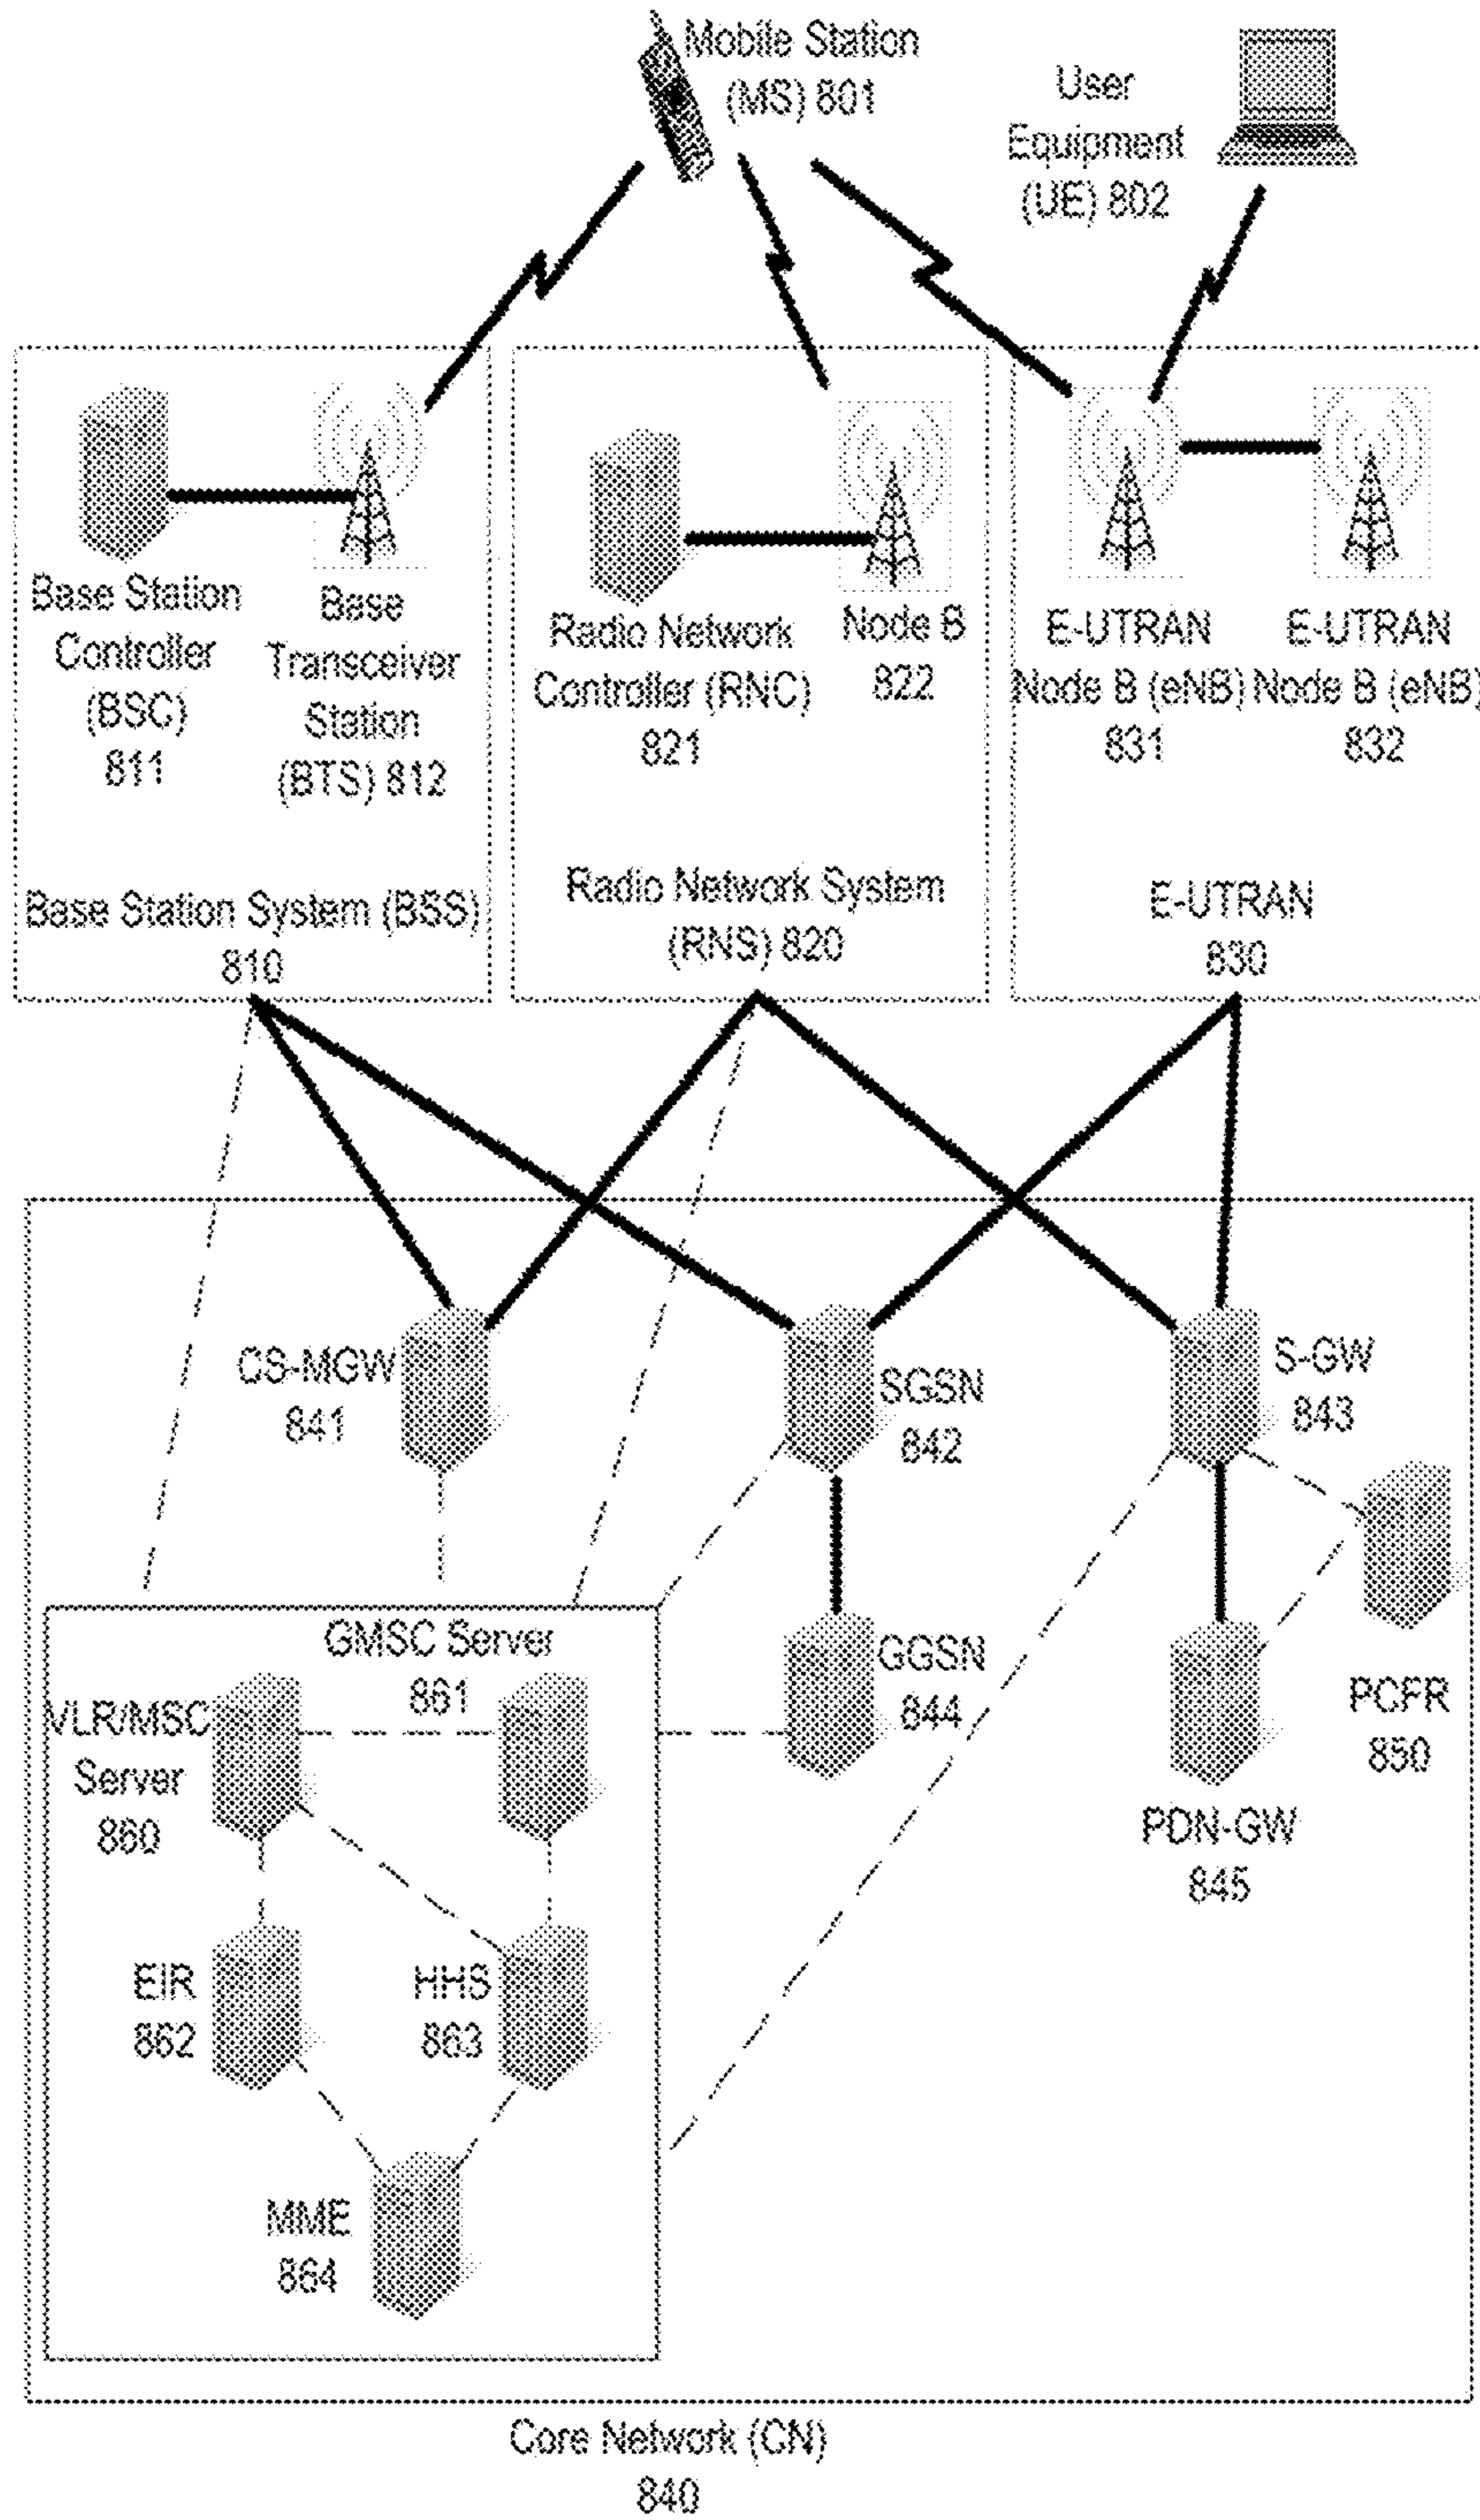 Mobile Station
(MS) 801
User
Equipment
(UE) 802
Base Station
Controller
(BSC)
811
Base
Transceiver
Station
(BTS) 812
Base Station System (BSS)
810
Radio Network
Controller (RNC)
821
Node B
822
Radio Network System
(RNS) 820
E-UTRAN
Node B (eNB)
831
E-UTRAN
Node B (eNB)
832
E-UTRAN
830
CS-MGW
841
SGSN
842
S-GW
843
GMSC Server
861
VLR/MSC
Server
860
GGSN
844
PCFR
850
PDN-GW
845
EIR
862
HHS
863
MME
864
Core Network (CN)
840